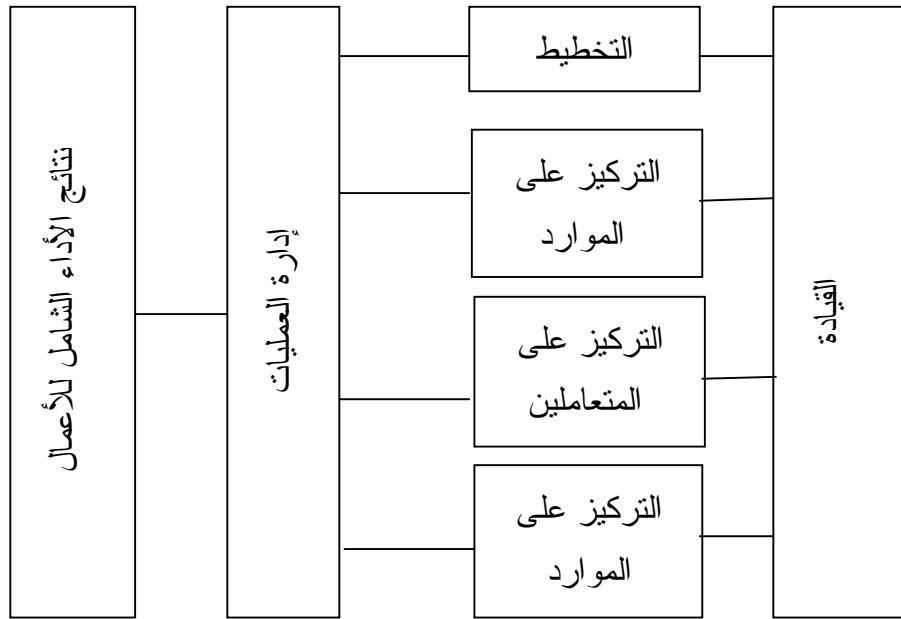 القيادة
التخطيط
التركيز على
الموارد
التركيز على
المتعاملين
التركيز على
الموارد
إدارة العمليات
نتائج الأداء الشامل للأعمال